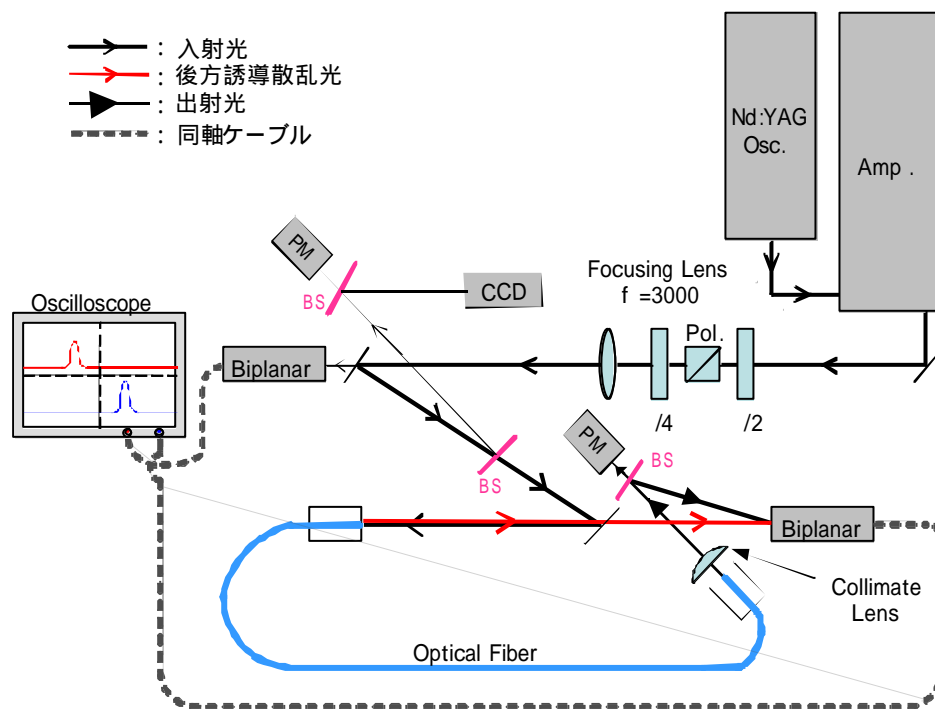 : 入射光
: 後方誘導散乱光
: 出射光
: 同軸ケーブル
Nd:YAG
Osc.
Amp .
PM
BS
CCD
Focusing Lens
f =3000
Oscilloscope
Biplanar
Pol.
/4
/2
PM
BS
BS
Biplanar
Collimate
Lens
Optical Fiber